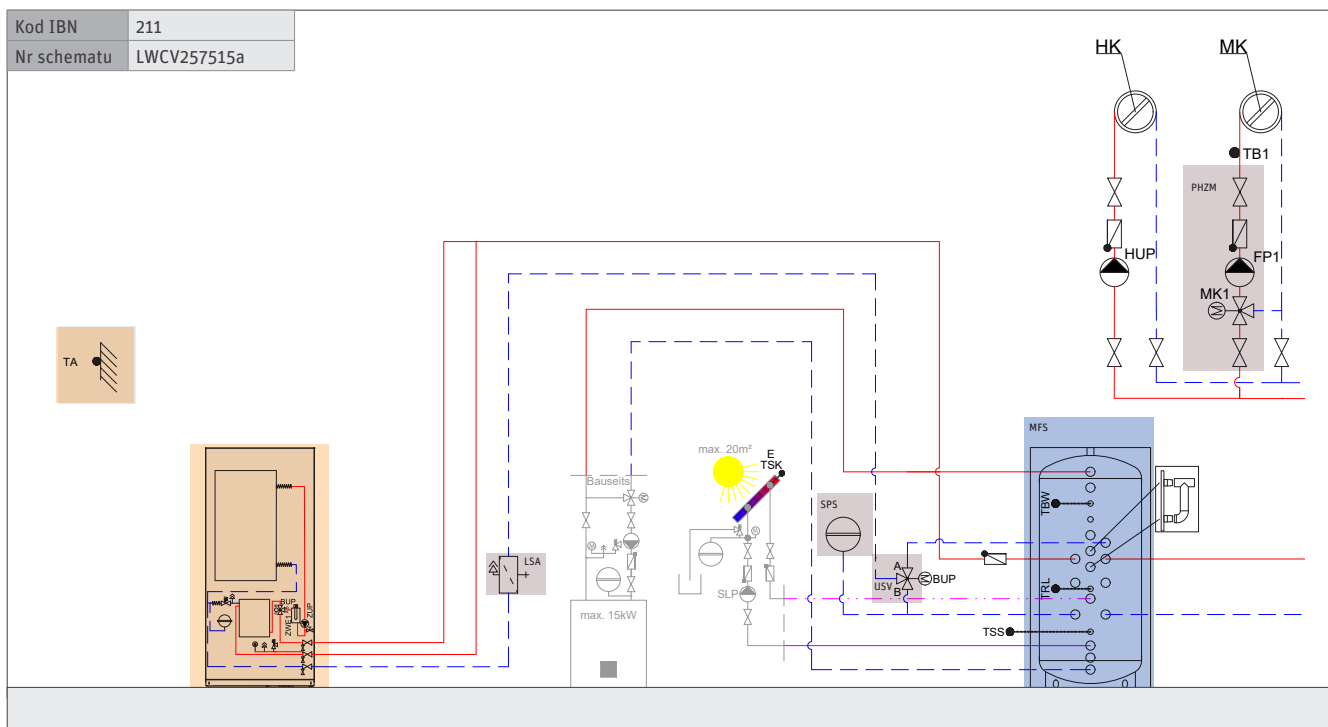 Kod IBN 211
Nr schematu LWCV257515a
HK MK
TB1
PHZM
HUP FP1
MK1
M
TA
MFS
max. 20m²
E
TSK
Bauseits
TBW
SPS
LSA
A
BUP
M
USV
B
TRL
SLP
BUP
ZUP
ZWE1
max. 15kW
TSS